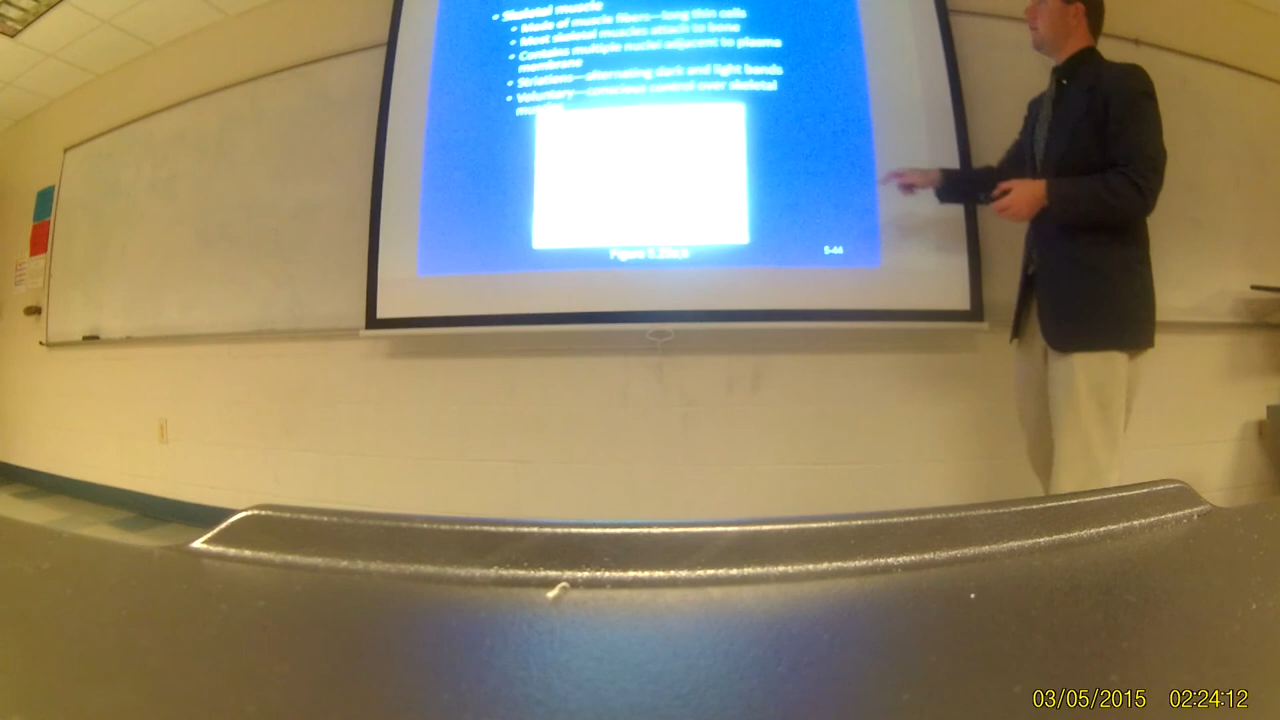 • Skeletal muscle
• Made of muscle fibers—long thin cells
• Most skeletal muscles attach to bone
• Contains multiple nuclei adjacent to plasma
membrane
• Striations—alternating dark and light bands
• Voluntary—conscious control over skeletal
5-44
03/05/2015 02:24:12